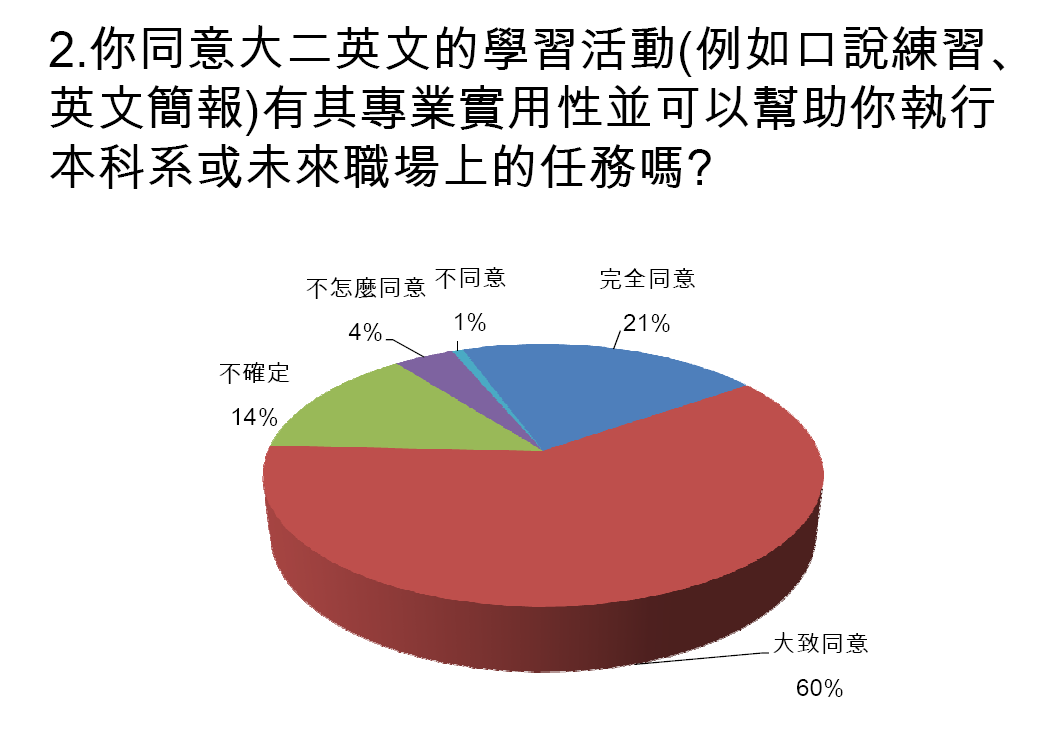 2.你同意大二英文的學習活動(例如口說練習、
英文簡報)有其專業實用性並可以幫助你執行
本科系或未來職場上的任務嗎?
不怎麼同意
4%
不同意
1%
完全同意
21%
不確定
14%
大致同意
60%